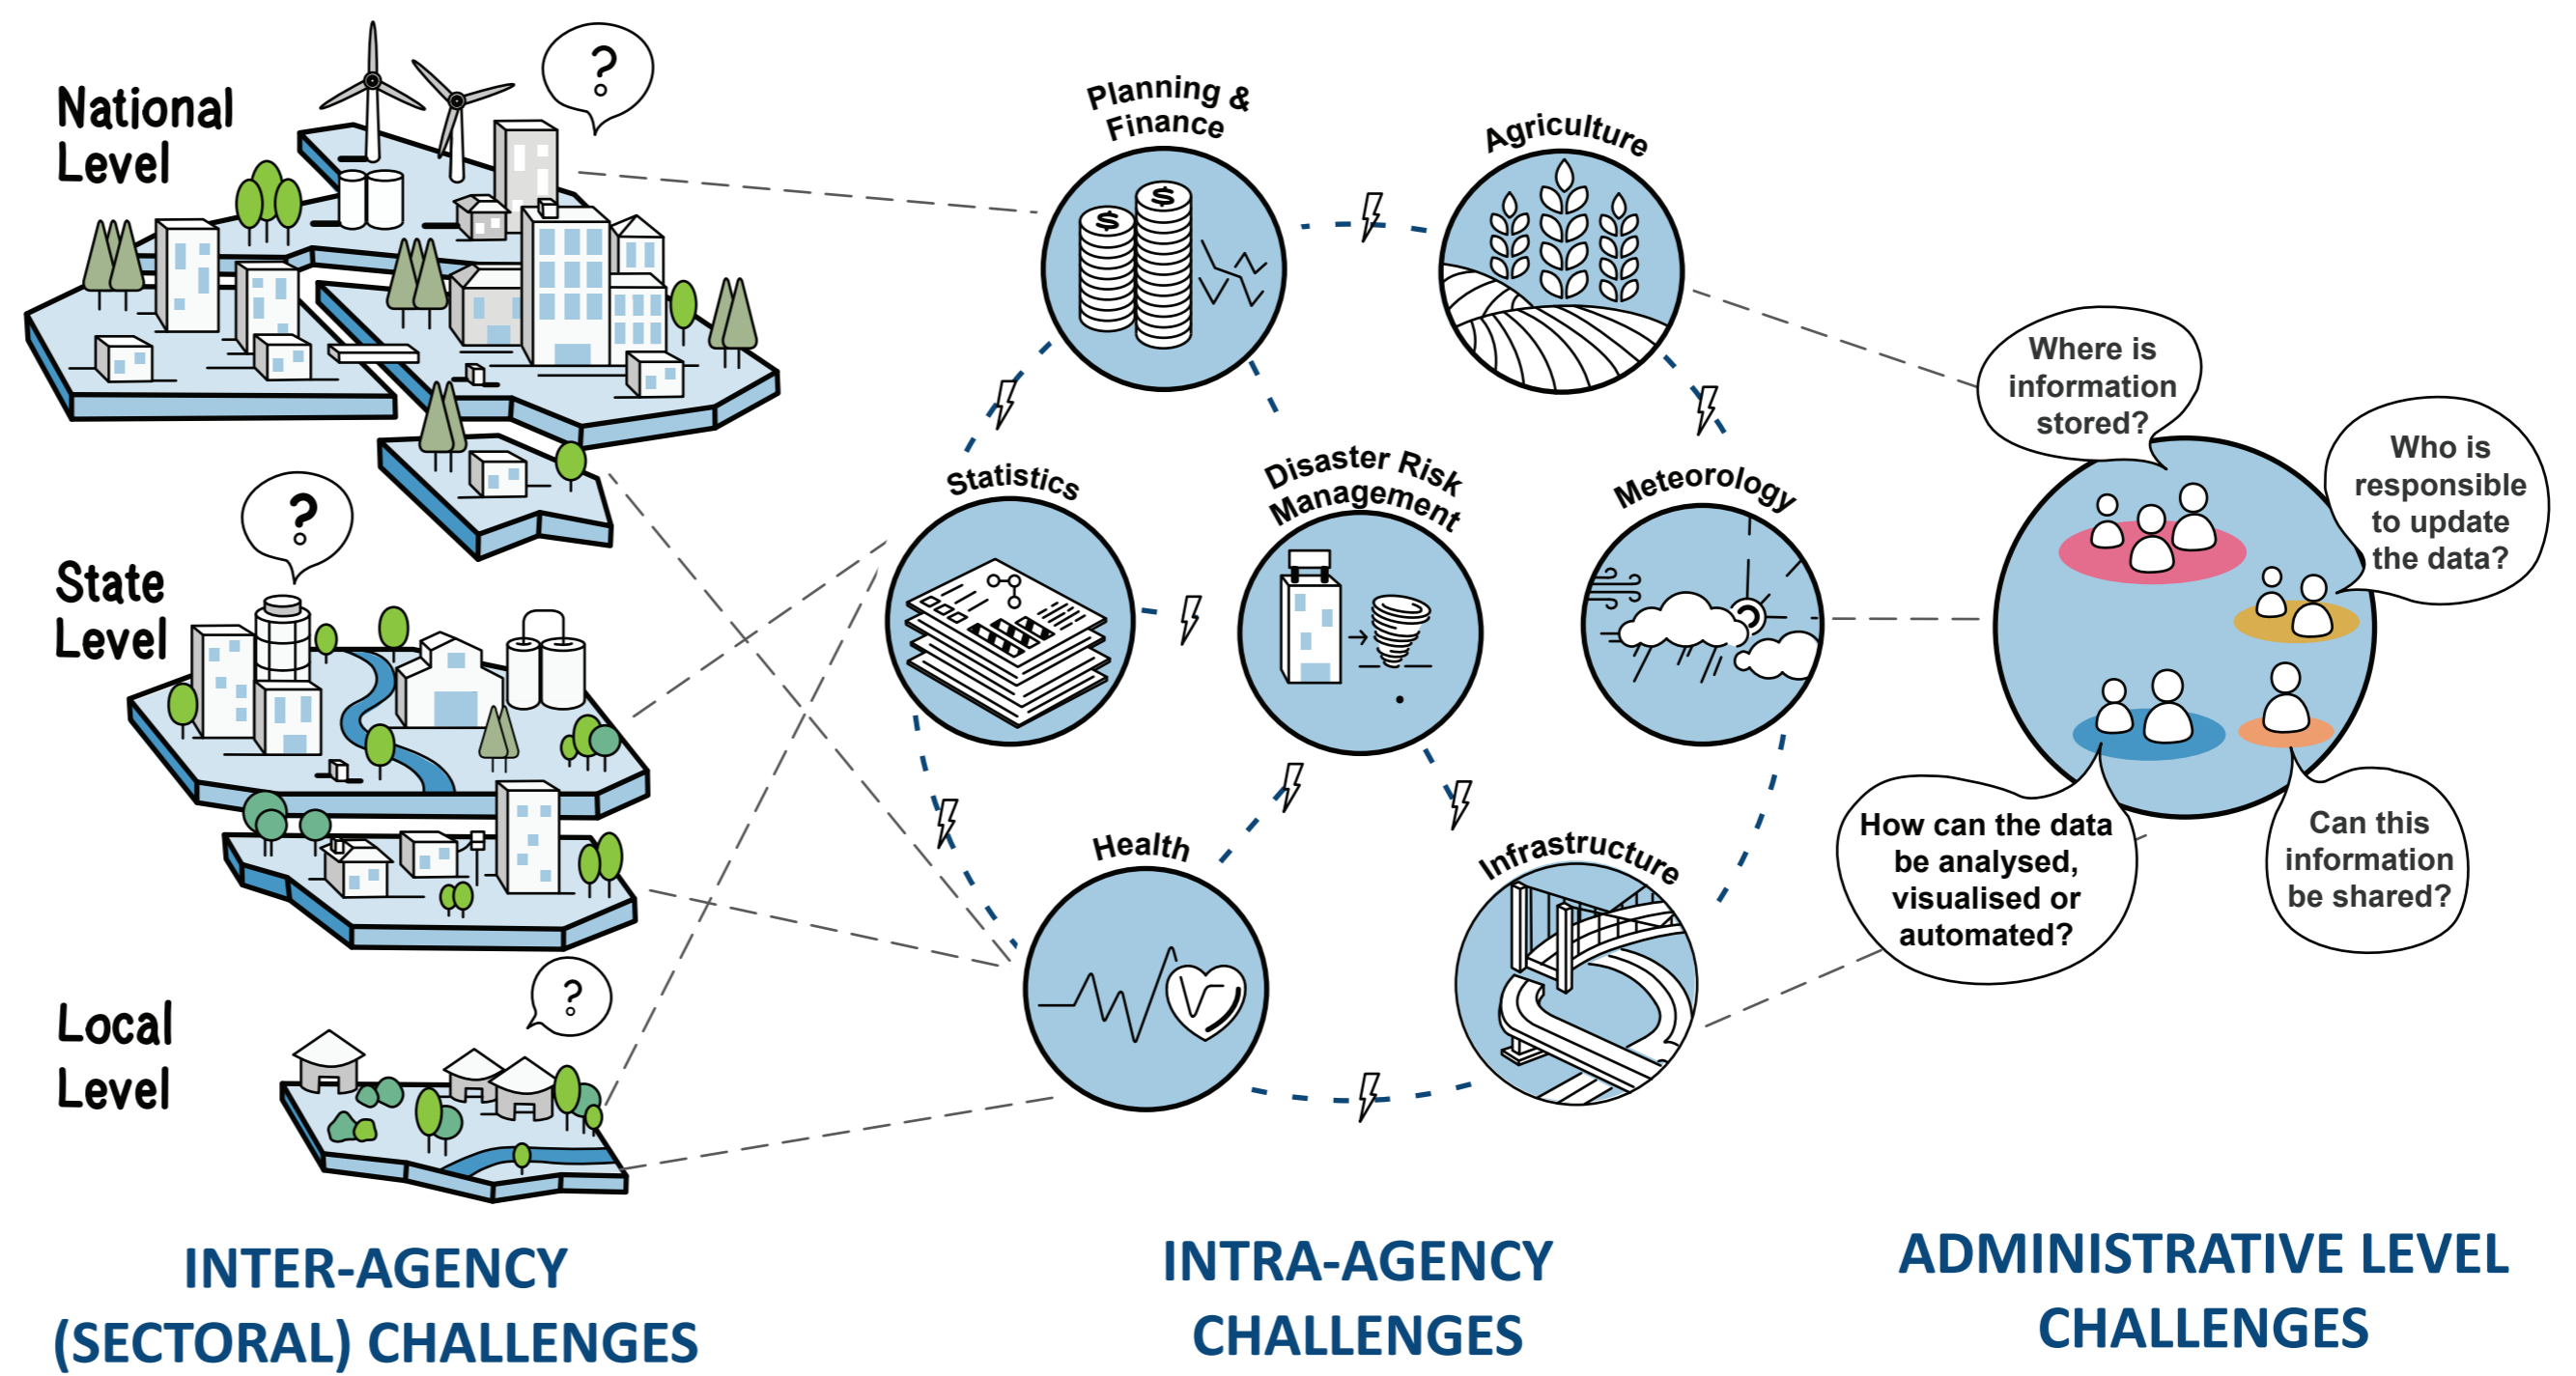 National
Level
?
Planning &
Finance
$
$
Agriculture
Where is
information
stored?
Who is
responsible
to update
the data?
Statistics
Disaster Risk
Management
Meteorology
?
State
Level
How can the data
be analysed,
visualised or
automated?
Can this
information
be shared?
Health
Infrastructure
?
Local
Level
INTER-AGENCY
(SECTORAL) CHALLENGES
INTRA-AGENCY
CHALLENGES
ADMINISTRATIVE LEVEL
CHALLENGES